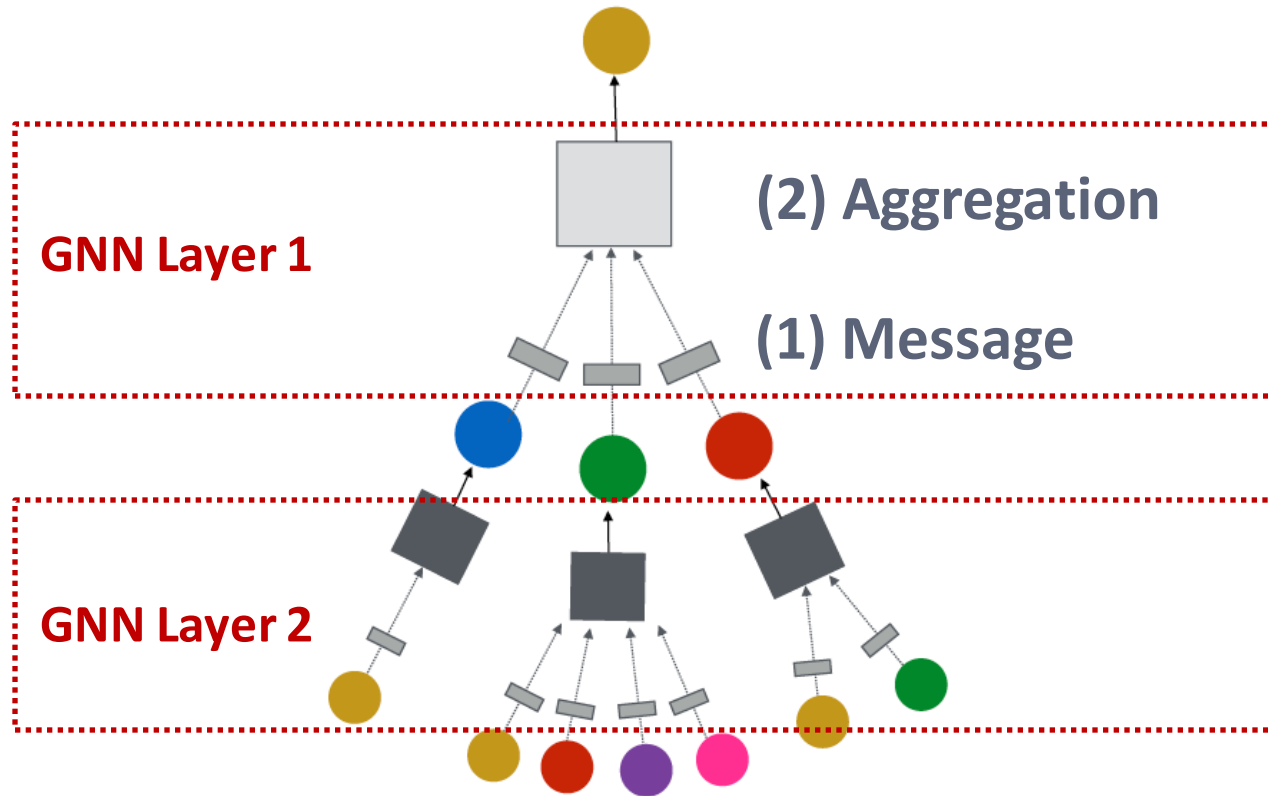 (2) Aggregation
GNN Layer 1
(1) Message
GNN Layer 2